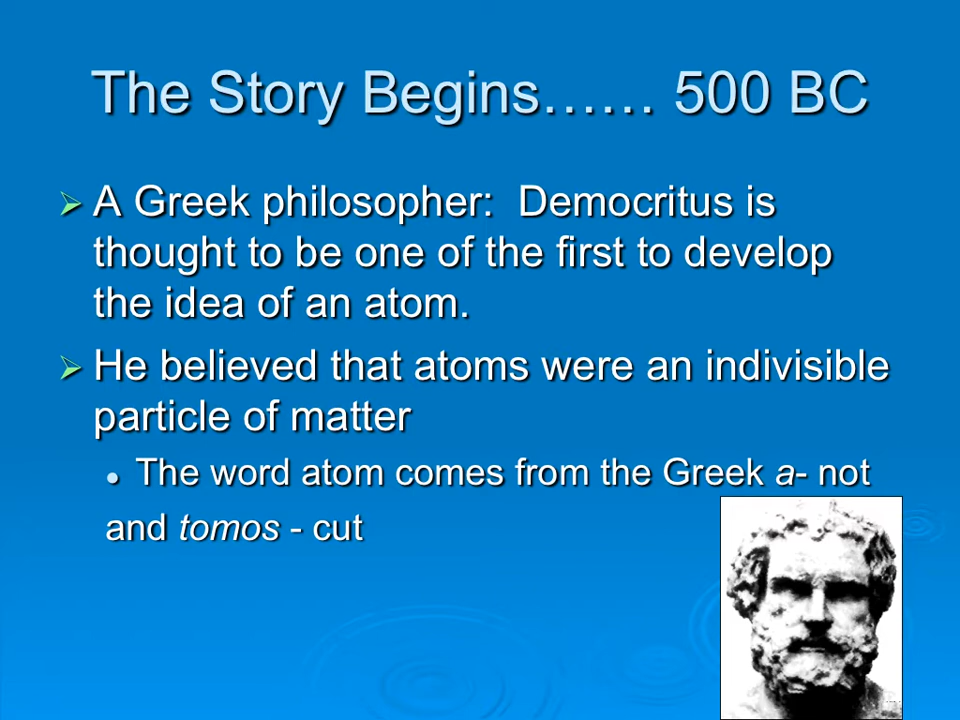 The Story Begins…… 500 BC
A Greek philosopher:  Democritus is
thought to be one of the first to develop
the idea of an atom.
He believed that atoms were an indivisible
particle of matter
The word atom comes from the Greek a- not
and tomos - cut